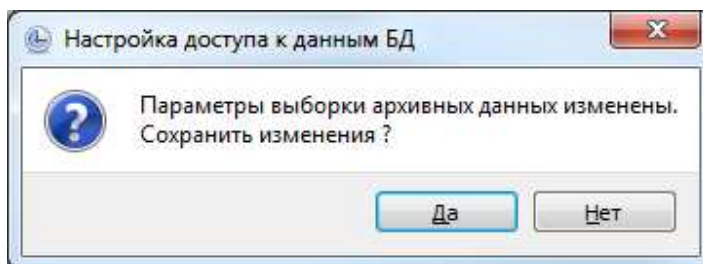 Настройка доступа к данным БД
Параметры выборки архивных данных изменены.
Сохранить изменения ?
Да
Нет